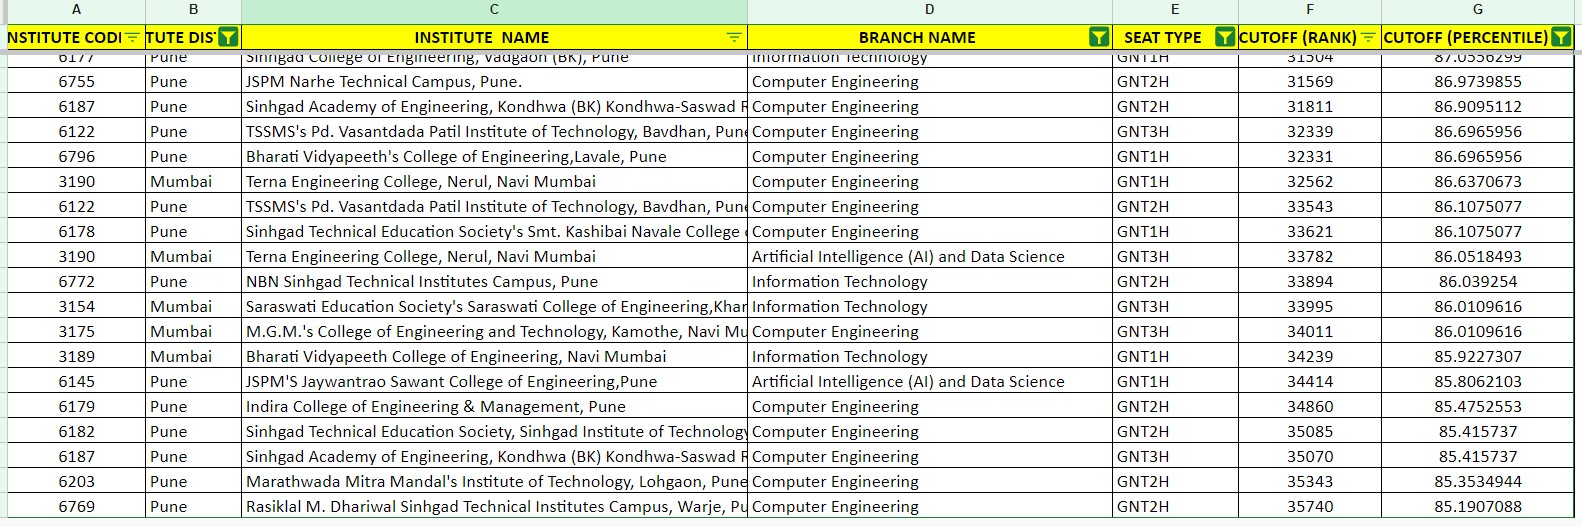 A B C D E F G
NSTITUTE CODI TUTE DIS INSTITUTE NAME BRANCH NAME SEAT TYPE CUTOFF (RANK) CUTOFF (PERCENTILE)
6177 Pune Sinhgad College of Engineering, Vadgaon (BK), Pune Information Technology GNT1H 31504 87.0556299
6755 Pune JSPM Narhe Technical Campus, Pune. Computer Engineering GNT2H 31569 86.9739855
6187 Pune Sinhgad Academy of Engineering, Kondhwa (BK) Kondhwa-Saswad R Computer Engineering GNT2H 31811 86.9095112
6122 Pune TSSMS's Pd. Vasantdada Patil Institute of Technology, Bavdhan, Pune Computer Engineering GNT3H 32339 86.6965956
6796 Pune Bharati Vidyapeeth's College of Engineering,Lavale, Pune Computer Engineering GNT1H 32331 86.6965956
3190 Mumbai Terna Engineering College, Nerul, Navi Mumbai Computer Engineering GNT1H 32562 86.6370673
6122 Pune TSSMS's Pd. Vasantdada Patil Institute of Technology, Bavdhan, Pune Computer Engineering GNT2H 33543 86.1075077
6178 Pune Sinhgad Technical Education Society's Smt. Kashibai Navale College Computer Engineering GNT1H 33621 86.1075077
3190 Mumbai Terna Engineering College, Nerul, Navi Mumbai Artificial Intelligence (AI) and Data Science GNT3H 33782 86.0518493
6772 Pune NBN Sinhgad Technical Institutes Campus, Pune Information Technology GNT2H 33894 86.039254
3154 Mumbai Saraswati Education Society's Saraswati College of Engineering,Khar Information Technology GNT3H 33995 86.0109616
3175 Mumbai M.G.M.'s College of Engineering and Technology, Kamothe, Navi Mu Computer Engineering GNT3H 34011 86.0109616
3189 Mumbai Bharati Vidyapeeth College of Engineering, Navi Mumbai Information Technology GNT1H 34239 85.9227307
6145 Pune JSPM'S Jaywantrao Sawant College of Engineering,Pune Artificial Intelligence (AI) and Data Science GNT1H 34414 85.8062103
6179 Pune Indira College of Engineering & Management, Pune Computer Engineering GNT2H 34860 85.4752553
6182 Pune Sinhgad Technical Education Society, Sinhgad Institute of Technology Computer Engineering GNT2H 35085 85.415737
6187 Pune Sinhgad Academy of Engineering, Kondhwa (BK) Kondhwa-Saswad R Computer Engineering GNT3H 35070 85.415737
6203 Pune Marathwada Mitra Mandal's Institute of Technology, Lohgaon, Pune Computer Engineering GNT2H 35343 85.3534944
6769 Pune Rasiklal M. Dhariwal Sinhgad Technical Institutes Campus, Warje, Pu Computer Engineering GNT2H 35740 85.1907088